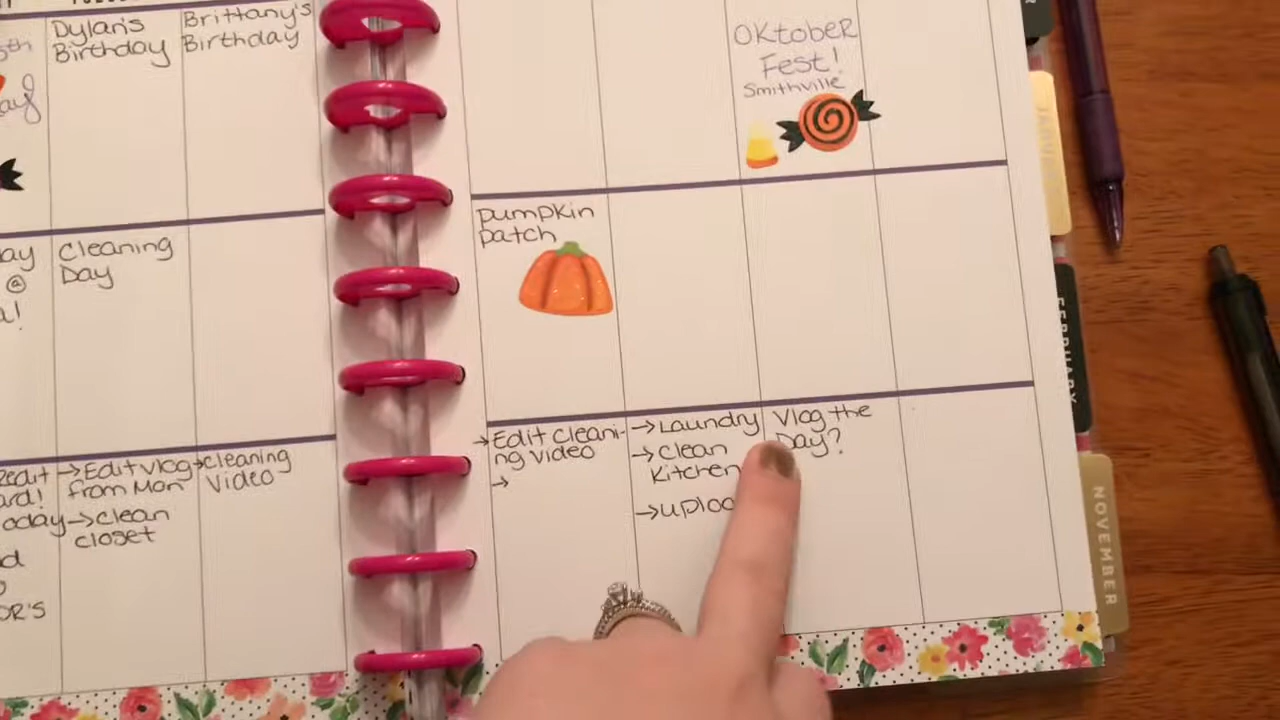 Dylan's
Birthday
Brittany's
Birthday
Oktober
Fest!
Smithville
Cleaning
Day
@
Pumpkin
Patch
→Edit Vlog
from Mon
→Clean
closet
→Cleaning
Video
→Edit Cleani-
ng Video
→
→Laundry
→Clean
Kitchen
→
Vlog the
Day?
FEBRUARY
NOVEMBER